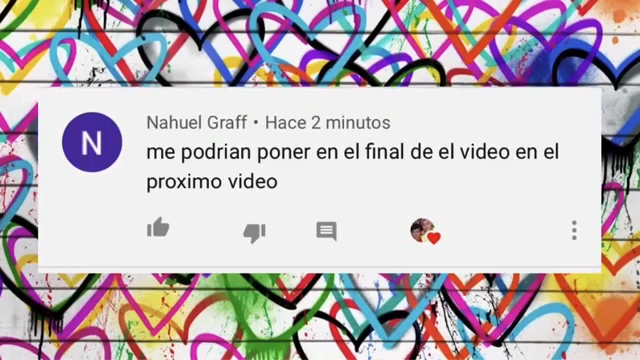 N
Nahuel Graff • Hace 2 minutos
me podrian poner en el final de el video en el
proximo video